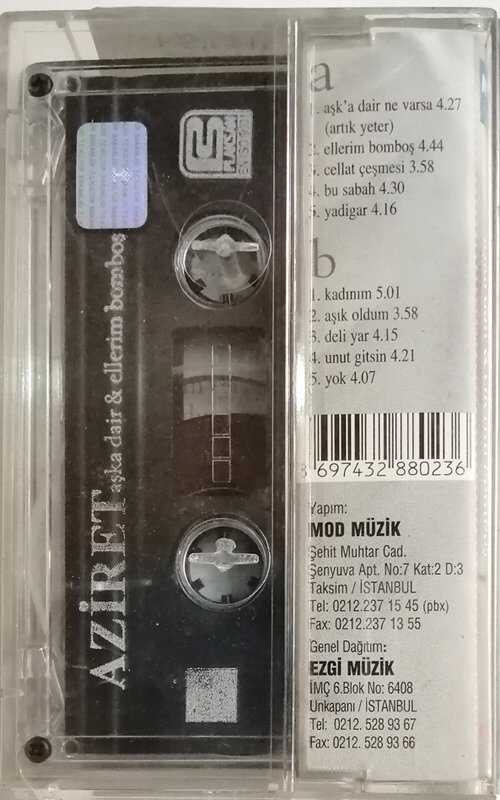 AZİRET
aşka dair & ellerim bomboş
a
1. aşk'a dair ne varsa 4.27
(artık yeter)
2. ellerim bomboş 4.44
3. cellat çeşmesi 3.58
4. bu sabah 4.30
5. yadigar 4.16
b
1. kadınım 5.01
2. aşık oldum 3.58
3. deli yar 4.15
4. unut gitsin 4.21
5. yok 4.07
8 697432 880236
Yapım:
MOD MÜZİK
Şehit Muhtar Cad.
Şenyuva Apt. No:7 Kat:2 D:3
Taksim / İSTANBUL
Tel: 0212.237 15 45 (pbx)
Fax: 0212.237 13 55
Genel Dağıtım:
EZGİ MÜZİK
İMÇ 6.Blok No: 6408
Unkapanı / İSTANBUL
Tel: 0212. 528 93 67
Fax: 0212. 528 93 66